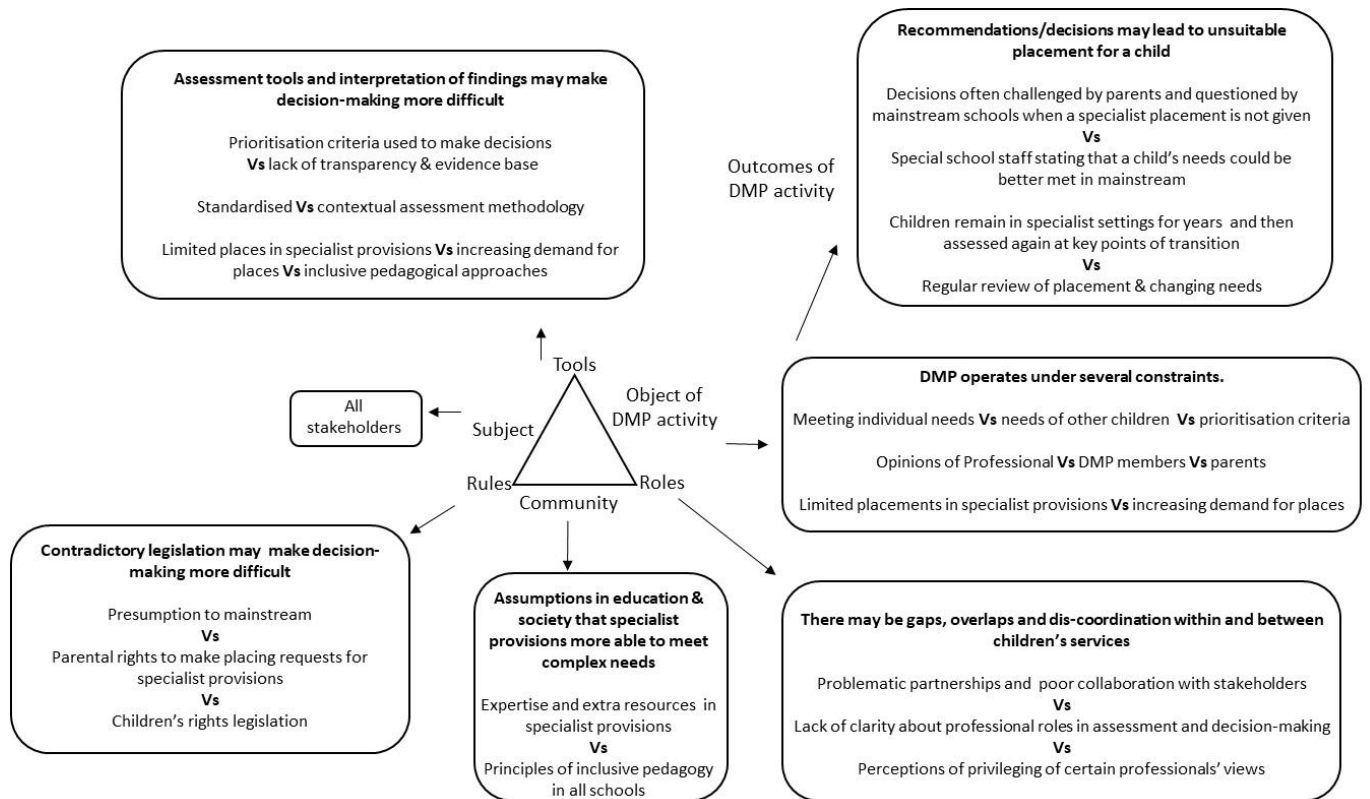 Assessment tools and interpretation of findings may make
decision-making more difficult
Prioritisation criteria used to make decisions
Vs lack of transparency & evidence base
Standardised Vs contextual assessment methodology
Limited places in specialist provisions Vs increasing demand for
places Vs inclusive pedagogical approaches
Outcomes of
DMP activity
Recommendations/decisions may lead to unsuitable
placement for a child
Decisions often challenged by parents and questioned by
mainstream schools when a specialist placement is not given
Vs
Special school staff stating that a child's needs could be
better met in mainstream
Children remain in specialist settings for years and then
assessed again at key points of transition
Vs
Regular review of placement & changing needs
All
stakeholders
Subject
Tools
Object of
DMP activity
Rules
Community
Roles
DMP operates under several constraints.
Meeting individual needs Vs needs of other children Vs prioritisation criteria
Opinions of Professional Vs DMP members Vs parents
Limited placements in specialist provisions Vs increasing demand for places
Contradictory legislation may make decision-
making more difficult
Presumption to mainstream
Vs
Parental rights to make placing requests for
specialist provisions
Vs
Children's rights legislation
Assumptions in education &
society that specialist
provisions more able to meet
complex needs
Expertise and extra resources in
specialist provisions
Vs
Principles of inclusive pedagogy
in all schools
There may be gaps, overlaps and dis-coordination within and between
children's services
Problematic partnerships and poor collaboration with stakeholders
Vs
Lack of clarity about professional roles in assessment and decision-making
Vs
Perceptions of privileging of certain professionals' views